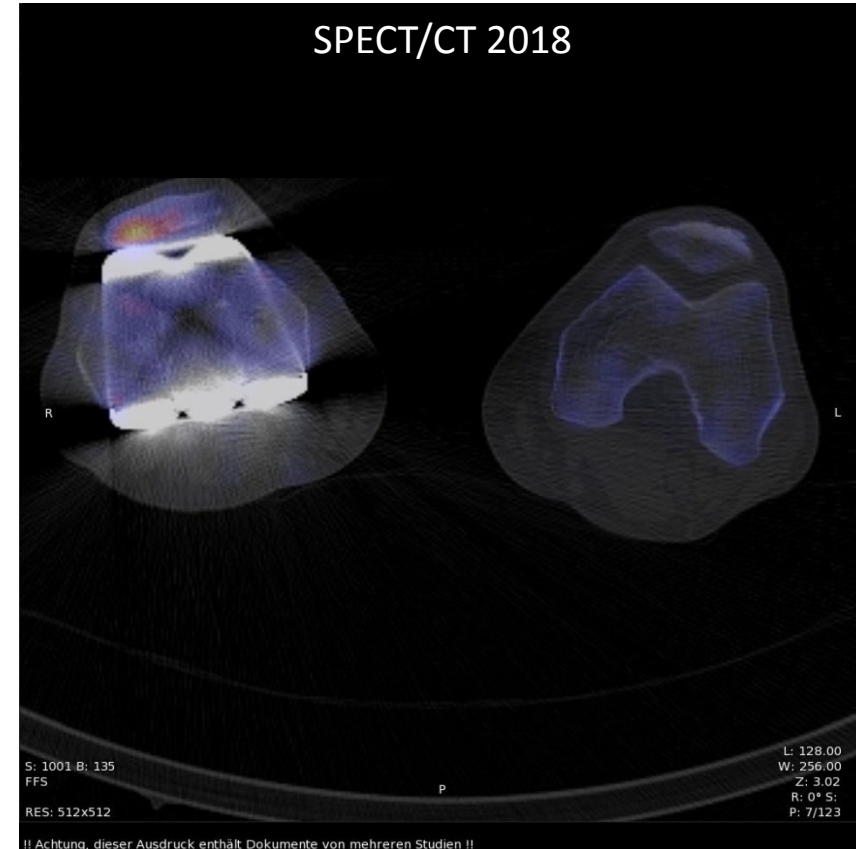 SPECT/CT 2018
R
L
P
S: 1001 B: 135
FFS
RES: 512x512
L: 128.00
W: 256.00
Z: 3.02
R: 0° S:
P: 7/123
!! Achtung, dieser Ausdruck enthält Dokumente von mehreren Studien !!